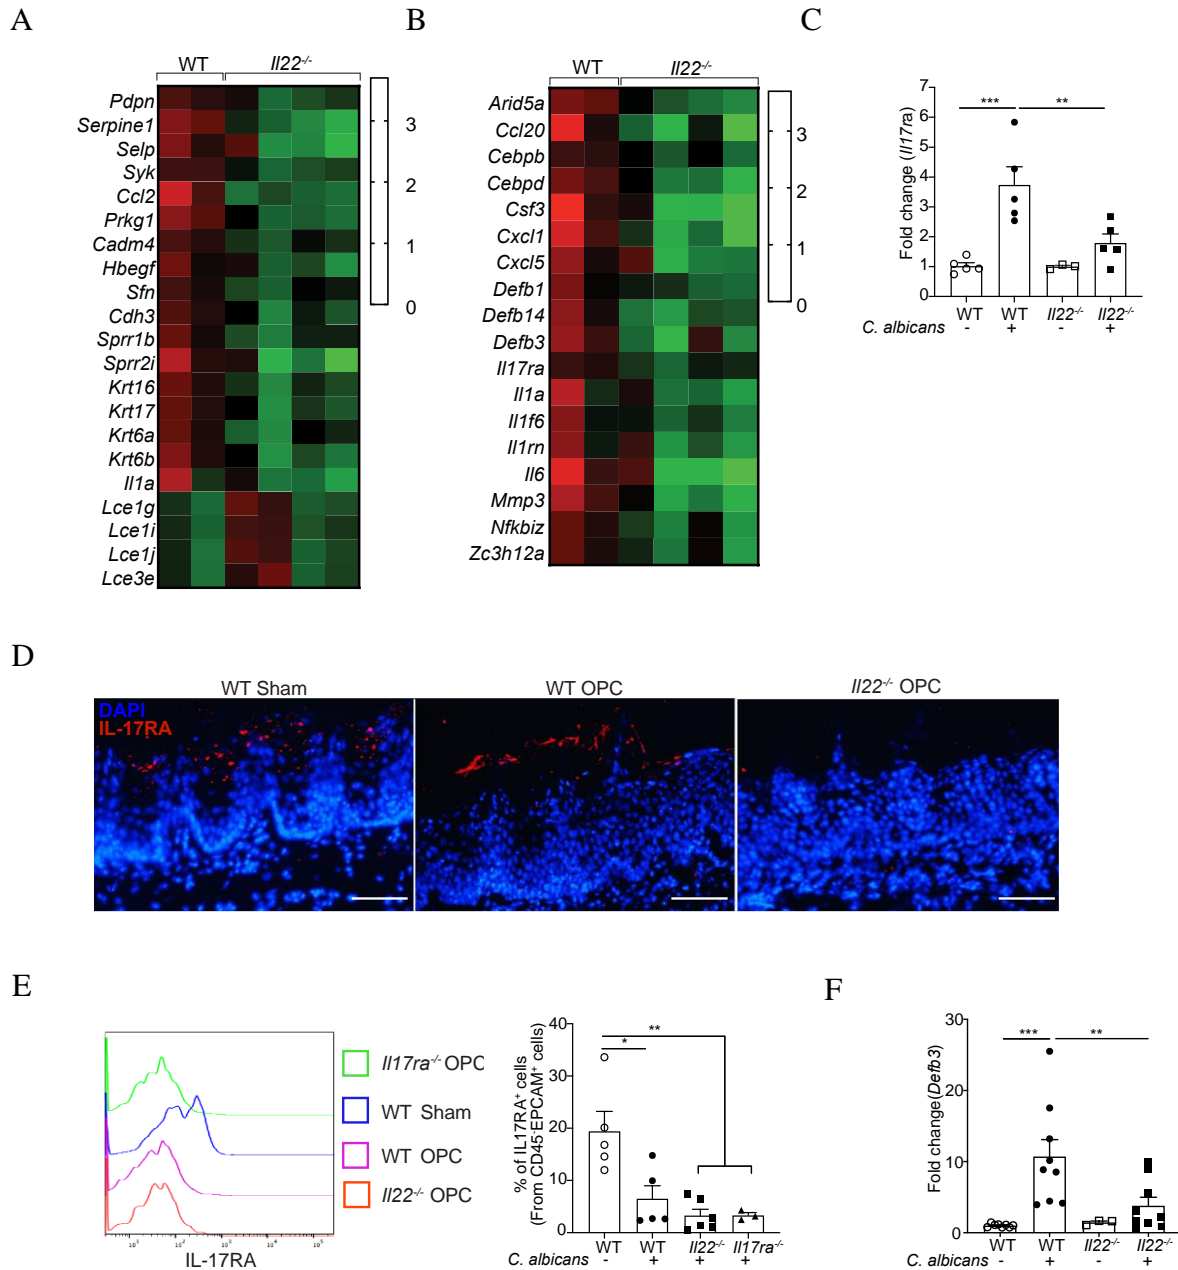 A
WT Il22-/-
Pdpn
Serpine1
Selp
Syk
Ccl2
Prkg1
Cadm4
Hbegf
Sfn
Cdh3
Sprr1b
Sprr2i
Krt16
Krt17
Krt6a
Krt6b
Il1a
Lce1g
Lce1i
Lce1j
Lce3e
3
2
1
0
B
WT Il22-/-
Arid5a
Ccl20
Cebpb
Cebpd
Csf3
Cxcl1
Cxcl5
Defb1
Defb14
Defb3
Il17ra
Il1a
Il1f6
Il1rn
Il6
Mmp3
Nfkbiz
Zc3h12a
3
2
1
0
C
Fold change (Il17ra)
7
6
5
4
3
2
1
0
*** **
WT WT Il22-/- Il22-/-
C. albicans - + - +
D
WT Sham WT OPC Il22-/- OPC
DAPI
IL-17RA
E
Il17ra-/- OPC
WT Sham
WT OPC
Il22-/- OPC
10¹ 10² 10³ 10⁴ 10⁵
IL-17RA
% of IL17RA+ cells
(From CD45-EPCAM+ cells)
40
30
20
10
0
**
*
WT WT Il22-/- Il17ra-/-
C. albicans - + + +
F
Fold change(Defb3)
30
20
10
0
*** **
WT WT Il22-/- Il22-/-
C. albicans - + - +